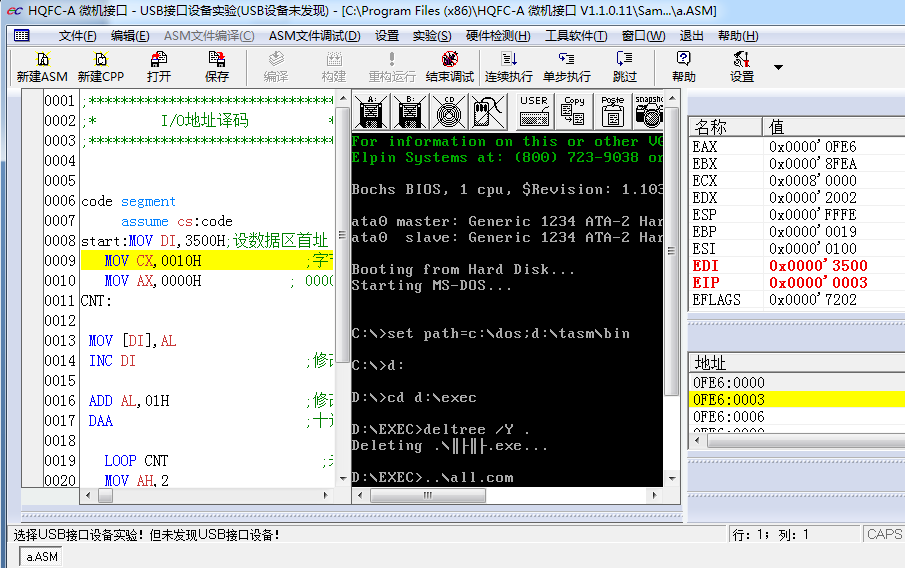 HQFC-A 微机接口 - USB接口设备实验(USB设备未发现) - [C:\Program Files (x86)\HQFC-A 微机接口 V1.1.0.11\Sam...\a.ASM]
文件(F) 编辑(E) ASM文件编译(C) ASM文件调试(D) 设置 实验(S) 硬件检测(H) 工具软件(T) 窗口(W) 退出 帮助(H)
新建ASM 新建CPP 打开 保存 编译 构建 重构运行 结束调试 连续执行 单步执行 跳过 帮助 设置
0001 ;**********************************
0002 ;* I/O地址译码 *
0003 ;**********************************
0004
0005
0006 code segment
0007 assume cs:code
0008 start:MOV DI,3500H;设数据区首址
0009 MOV CX,0010H ;字
0010 MOV AX,0000H ; 0000
0011 CNT:
0012
0013 MOV [DI],AL
0014 INC DI ;修
0015
0016 ADD AL,01H ;修
0017 DAA ;十
0018
0019 LOOP CNT
0020 MOV AH,2
A: B: CD USER Copy Paste snapshot
For information on this or other VG
Elpin Systems at: (800) 723-9038 or
Bochs BIOS, 1 cpu, $Revision: 1.103
ata0 master: Generic 1234 ATA-2 Har
ata0 slave: Generic 1234 ATA-2 Har
Booting from Hard Disk...
Starting MS-DOS...
C:\>set path=c:\dos;d:\tasm\bin
C:\>d:
D:\>cd d:\exec
D:\EXEC>deltree /Y .
Deleting .\╫├╫├.exe...
D:\EXEC>..\all.com
名称 值
EAX 0x0000'0FE6
EBX 0x0000'8FEA
ECX 0x0008'0000
EDX 0x0000'2002
ESP 0x0000'FFFE
EBP 0x0000'0019
ESI 0x0000'0100
EDI 0x0000'3500
EIP 0x0000'0003
EFLAGS 0x0000'7202
地址
0FE6:0000
0FE6:0003
0FE6:0006
选择USB接口设备实验！但未发现USB接口设备！
行: 1; 列: 1
CAPS
a.ASM